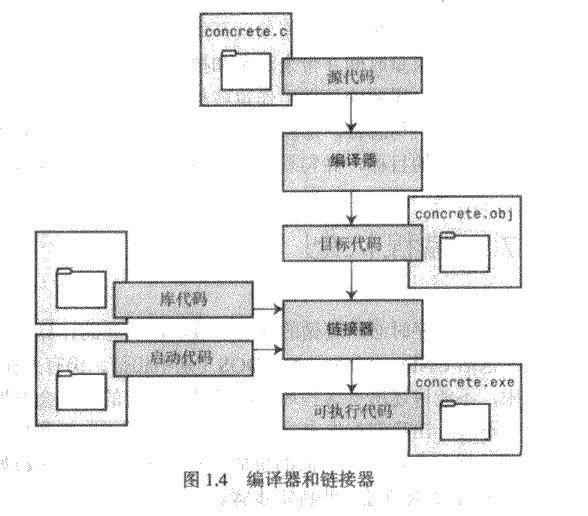 concrete.c
源代码
编译器
concrete.obj
目标代码
库代码
链接器
启动代码
concrete.exe
可执行代码
图 1.4 编译器和链接器